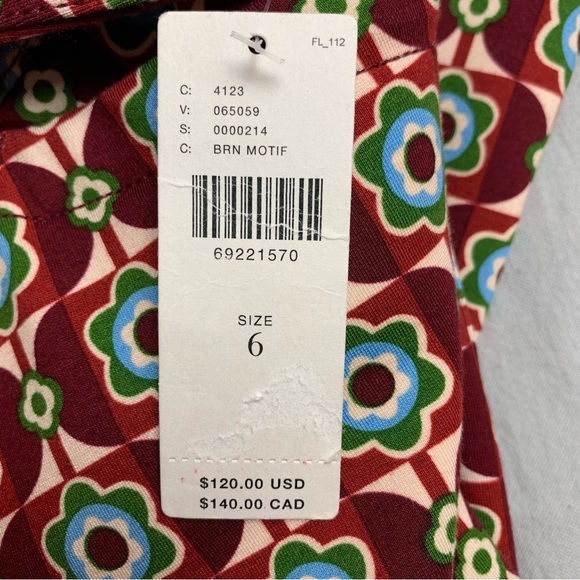 FL_112
C: 4123
V: 065059
S: 0000214
C: BRN MOTIF
69221570
SIZE
6
$120.00 USD
$140.00 CAD